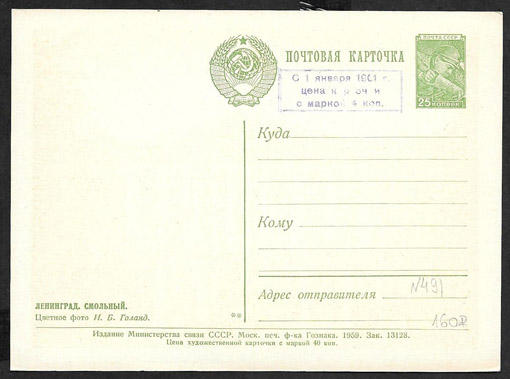 ПОЧТА СССР
25 КОПЕЕК
ПОЧТОВАЯ КАРТОЧКА
С 1 января 1961 г.
цена
с маркой 4 коп.
Куда
Кому
Адрес отправителя
N491
160
ЛЕНИНГРАД. СМОЛЬНЫЙ.
Цветное фото И. Б. Голанд.
**
Издание Министерства связи СССР. Моск. печ. ф-ка Гознака. 1959. Зак. 13128.
Цена художественной карточки с маркой 40 коп.